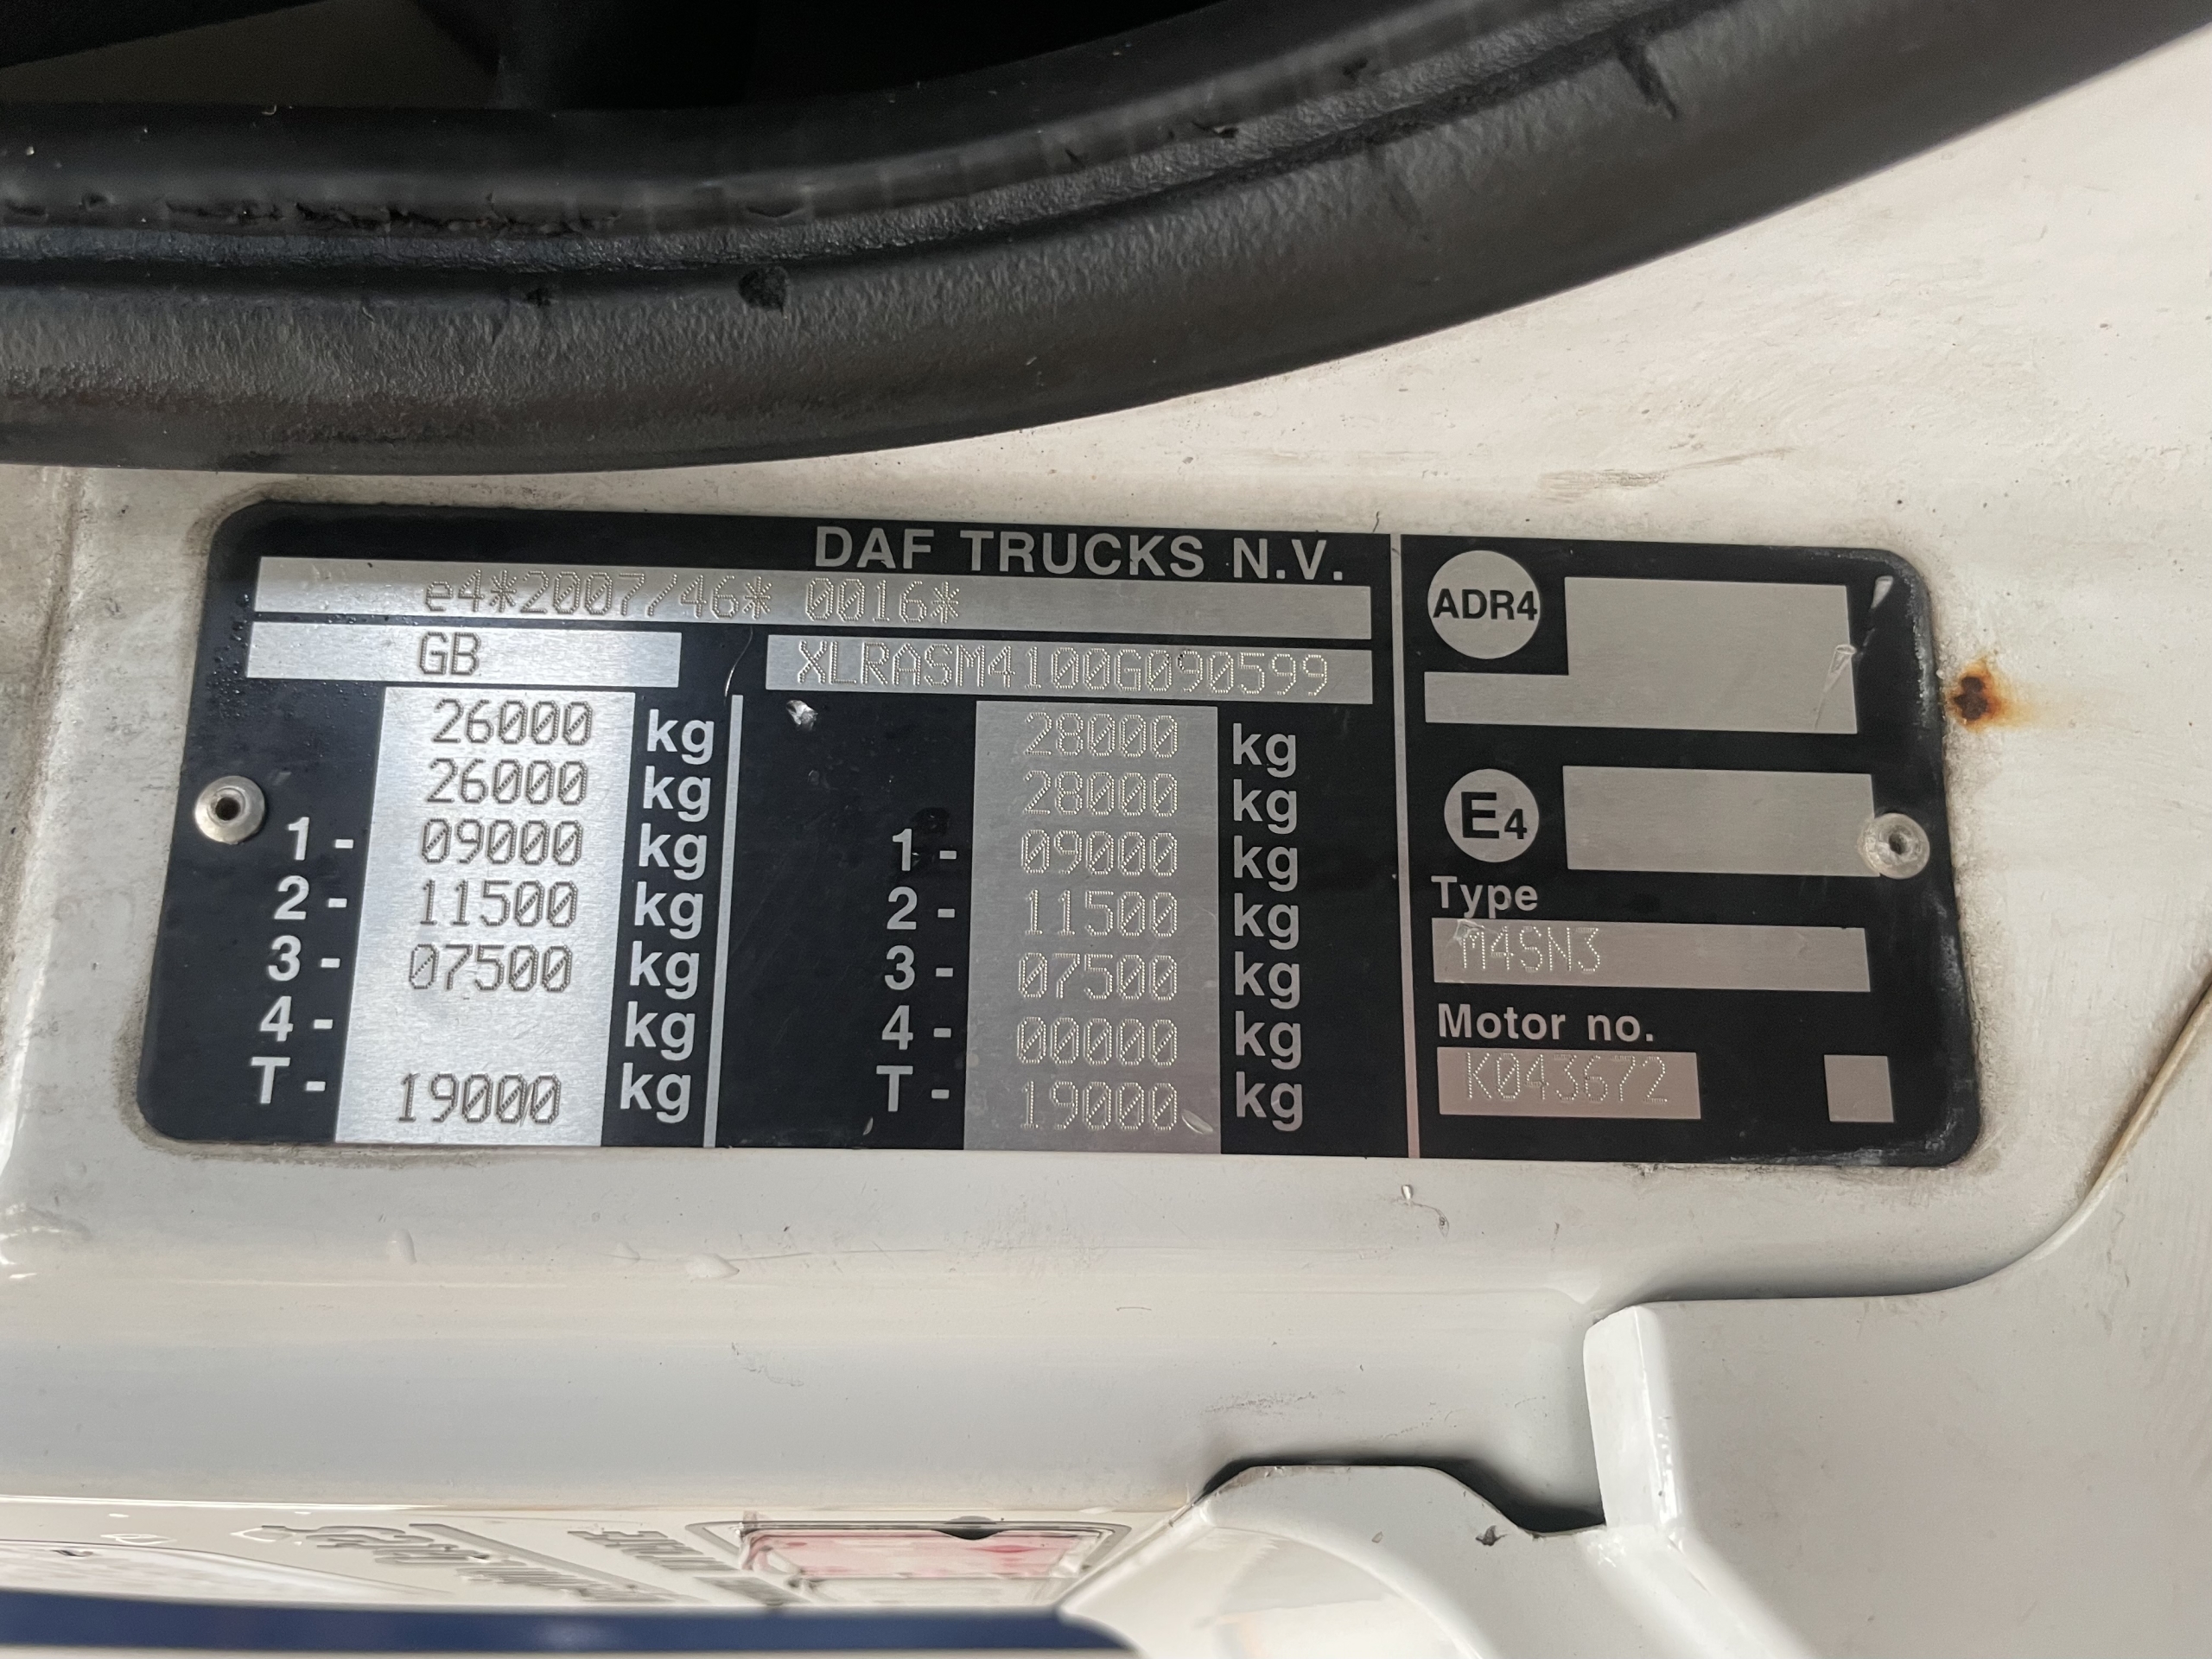 DAF TRUCKS N.V.
e4*2007/46* 0016*
GB
XLRASM4100G090599
26000 kg
26000 kg
1- 09000 kg
2- 11500 kg
3- 07500 kg
4- kg
T- 19000 kg
28000 kg
28000 kg
1- 09000 kg
2- 11500 kg
3- 07500 kg
4- 00000 kg
T- 19000 kg
ADR4
E4
Type
M4SN3
Motor no.
K043672